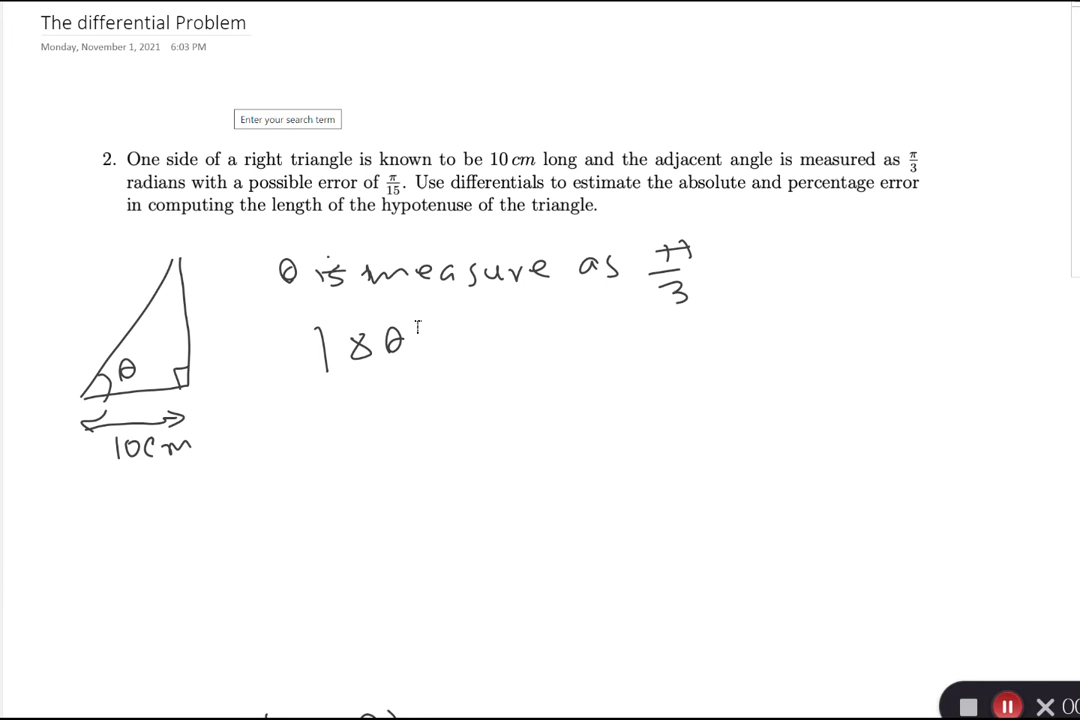 The differential Problem
Monday, November 1, 2021 6:03 PM
Enter your search term
2. One side of a right triangle is known to be 10 cm long and the adjacent angle is measured as π/3
radians with a possible error of π/15. Use differentials to estimate the absolute and percentage error
in computing the length of the hypotenuse of the triangle.
θ is measure as π/3
180
θ
10cm